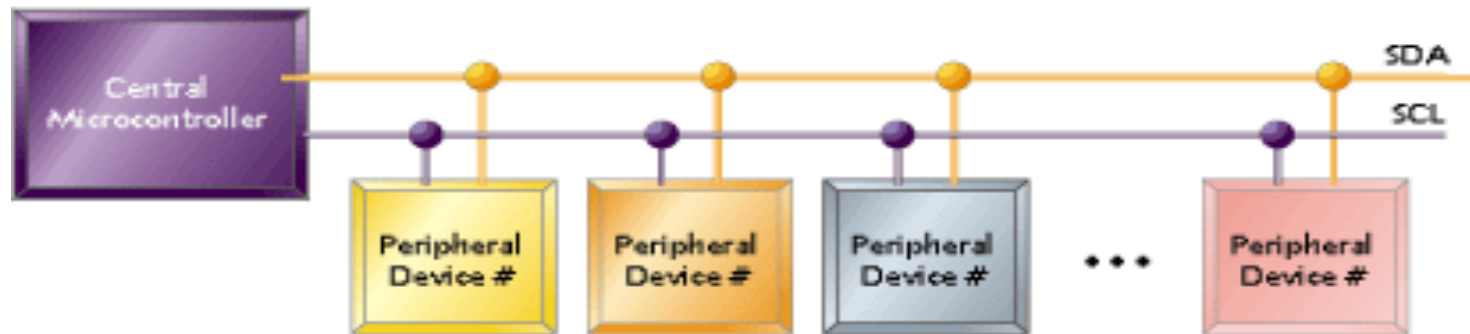 Central
Microcontroller
SDA
SCL
Peripheral
Device #
Peripheral
Device #
Peripheral
Device #
•••
Peripheral
Device #